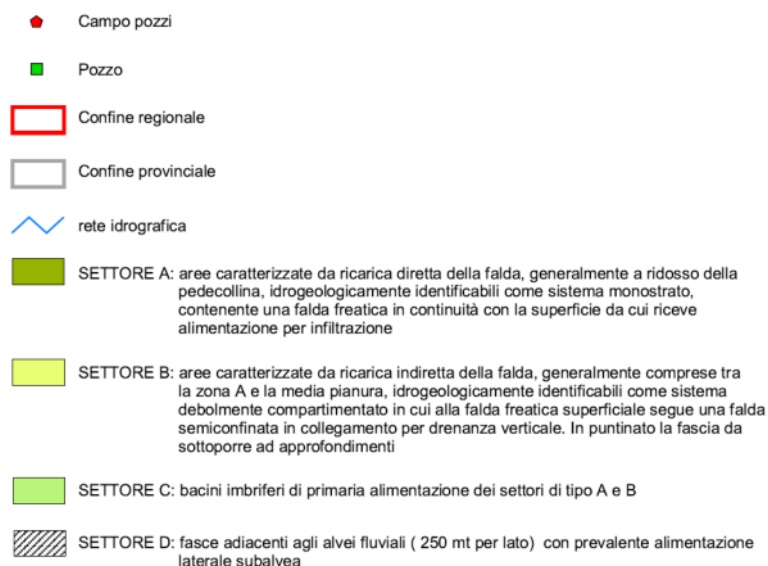 Campo pozzi
Pozzo
Confine regionale
Confine provinciale
rete idrografica
SETTORE A: aree caratterizzate da ricarica diretta della falda, generalmente a ridosso della
pedecollina, idrogeologicamente identificabili come sistema monostrato,
contenente una falda freatica in continuità con la superficie da cui riceve
alimentazione per infiltrazione
SETTORE B: aree caratterizzate da ricarica indiretta della falda, generalmente comprese tra
la zona A e la media pianura, idrogeologicamente identificabili come sistema
debolmente compartimentato in cui alla falda freatica superficiale segue una falda
semiconfinata in collegamento per drenanza verticale. In puntinato la fascia da
sottoporre ad approfondimenti
SETTORE C: bacini imbriferi di primaria alimentazione dei settori di tipo A e B
SETTORE D: fasce adiacenti agli alvei fluviali ( 250 mt per lato) con prevalente alimentazione
laterale subalvea